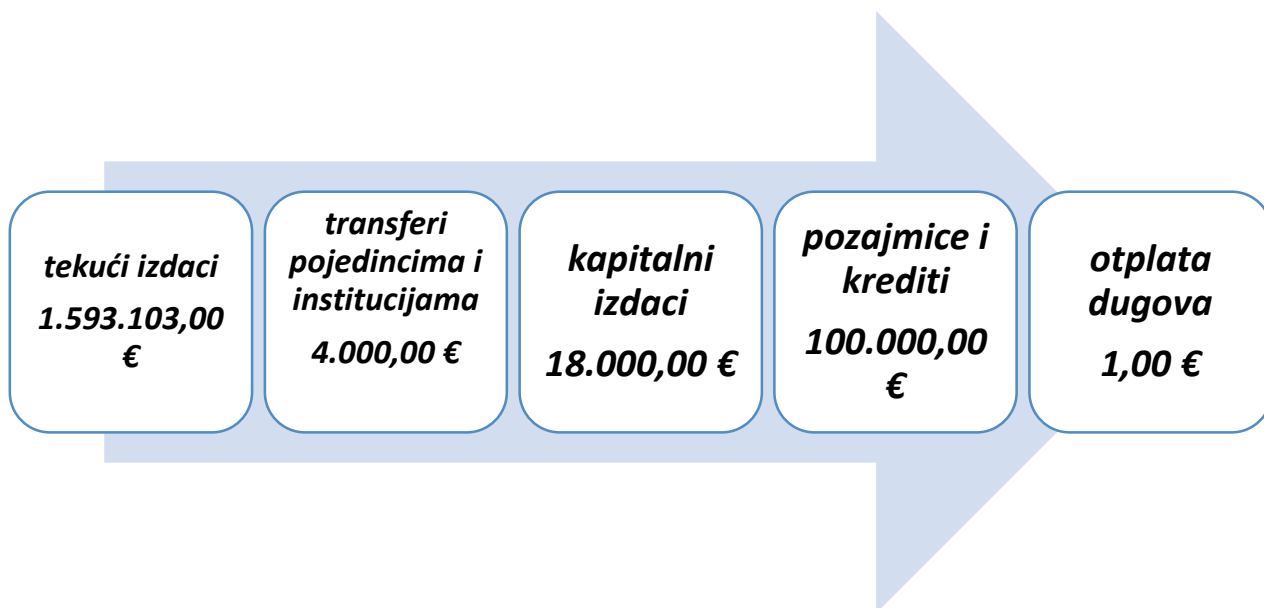 tekući izdaci
1.593.103,00
€
transferi
pojedincima i
institucijama
4.000,00 €
kapitalni
izdaci
18.000,00 €
pozajmice i
krediti
100.000,00
€
otplata
dugova
1,00 €